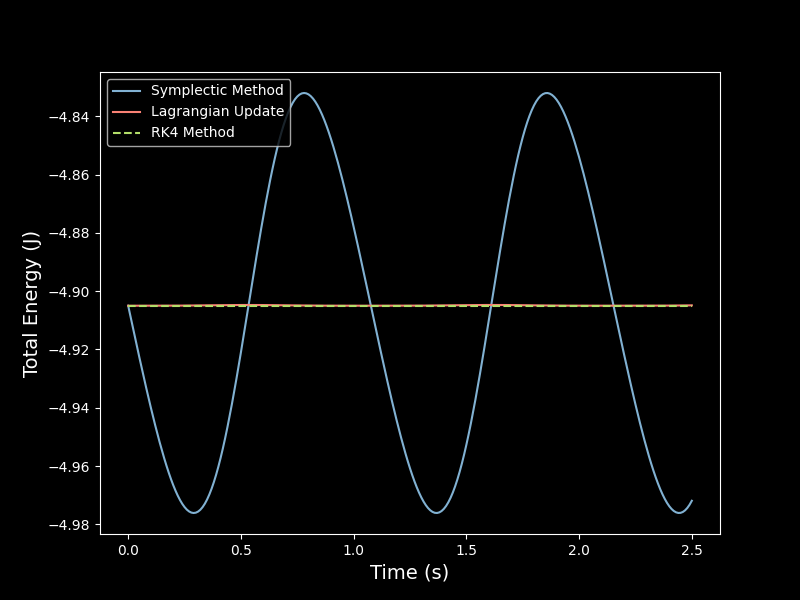 Symplectic Method
Lagrangian Update
RK4 Method
−4.84
−4.86
−4.88
−4.90
−4.92
−4.94
−4.96
−4.98
Total Energy (J)
0.0 0.5 1.0 1.5 2.0 2.5
Time (s)